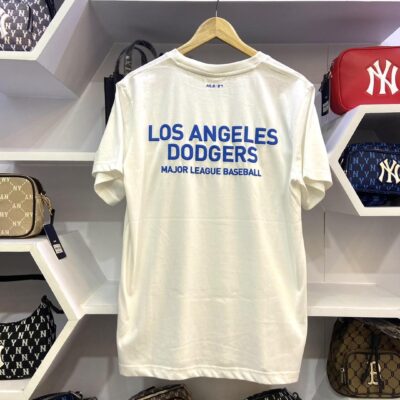 LOS ANGELES
DODGERS
MAJOR LEAGUE BASEBALL
NY
NY